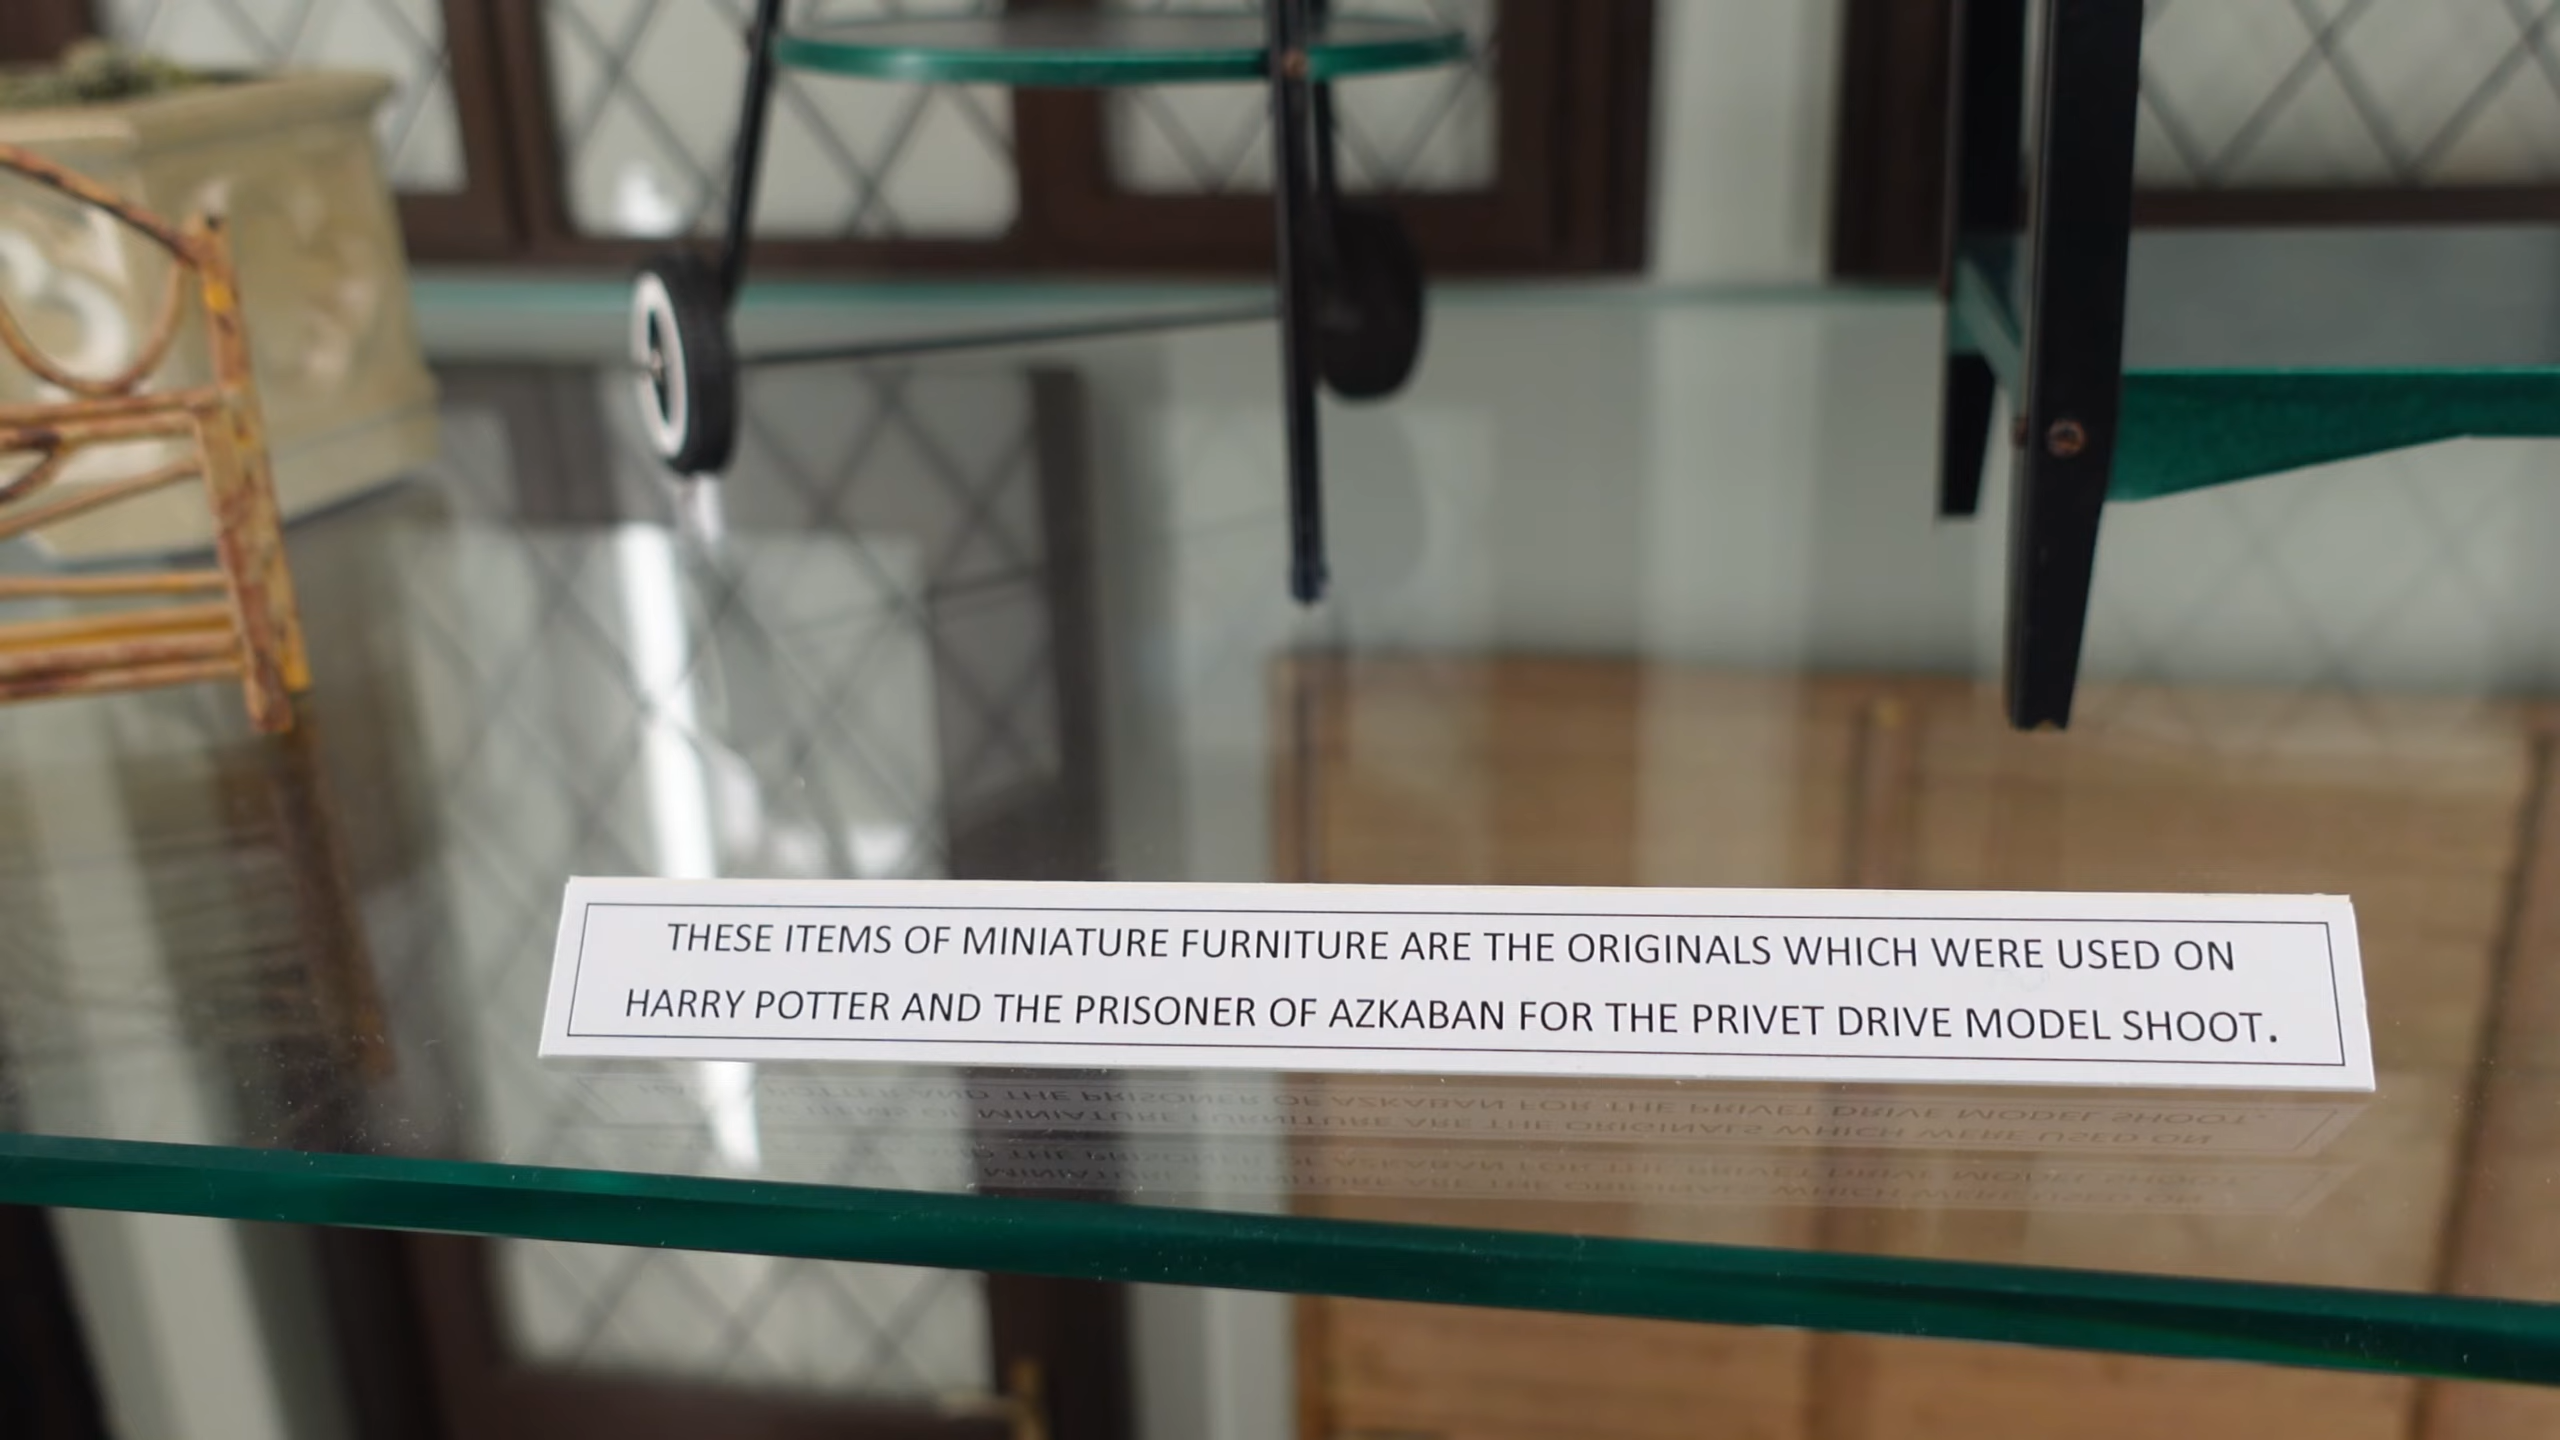 THESE ITEMS OF MINIATURE FURNITURE ARE THE ORIGINALS WHICH WERE USED ON
HARRY POTTER AND THE PRISONER OF AZKABAN FOR THE PRIVET DRIVE MODEL SHOOT.